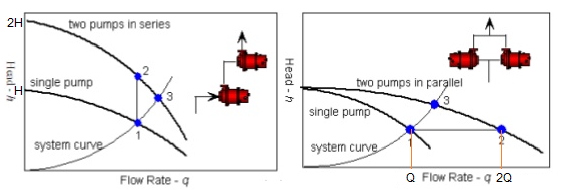 2H
two pumps in series
single pump
H
2
3
1
system curve
Head - h
Flow Rate - q
two pumps in parallel
3
single pump
system curve
1
2
Head - h
Q
2Q
Flow Rate - q